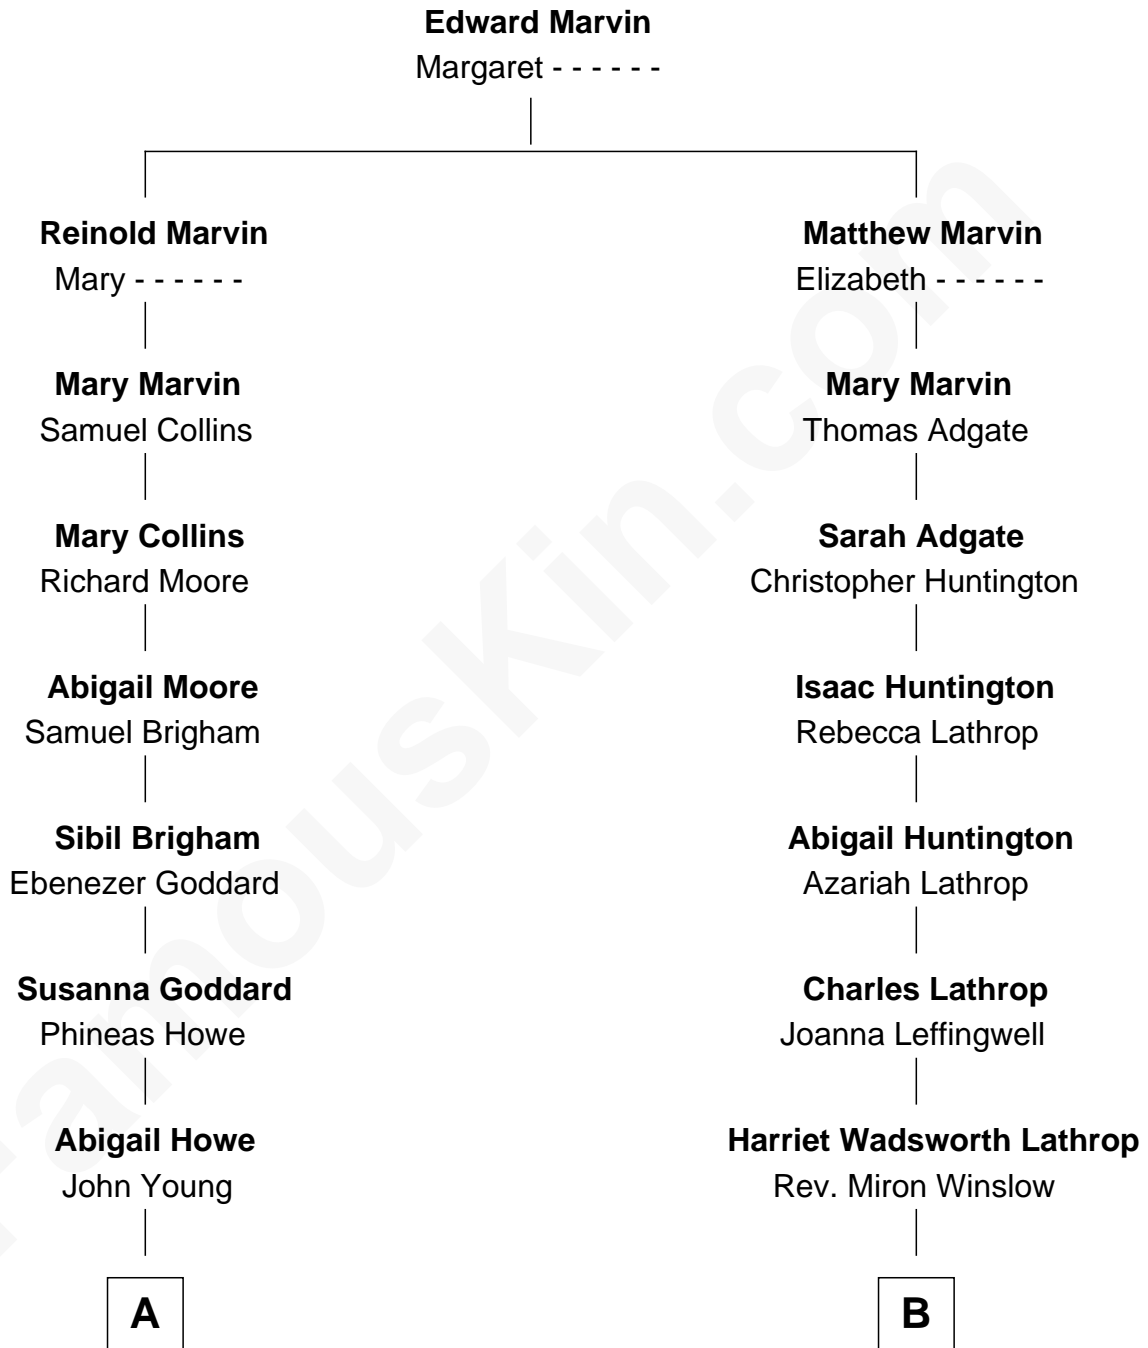 Edward Marvin
Margaret - - - - - -
Reinold Marvin
Mary - - - - - -
Mary Marvin
Samuel Collins
Mary Collins
Richard Moore
Abigail Moore
Samuel Brigham
Sibil Brigham
Ebenezer Goddard
Susanna Goddard
Phineas Howe
Abigail Howe
John Young
A
Matthew Marvin
Elizabeth - - - - - -
Mary Marvin
Thomas Adgate
Sarah Adgate
Christopher Huntington
Isaac Huntington
Rebecca Lathrop
Abigail Huntington
Azariah Lathrop
Charles Lathrop
Joanna Leffingwell
Harriet Wadsworth Lathrop
Rev. Miron Winslow
B
FamousKin.com